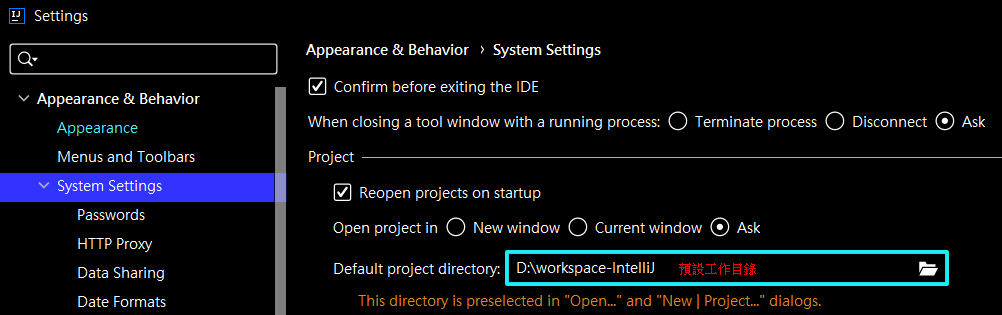 IJ Settings
Appearance & Behavior
Appearance
Menus and Toolbars
System Settings
Passwords
HTTP Proxy
Data Sharing
Date Formats
Appearance & Behavior › System Settings
Confirm before exiting the IDE
When closing a tool window with a running process: Terminate process Disconnect Ask
Project
Reopen projects on startup
Open project in New window Current window Ask
Default project directory: D:\workspace-IntelliJ 預設工作目錄
This directory is preselected in "Open..." and "New | Project..." dialogs.